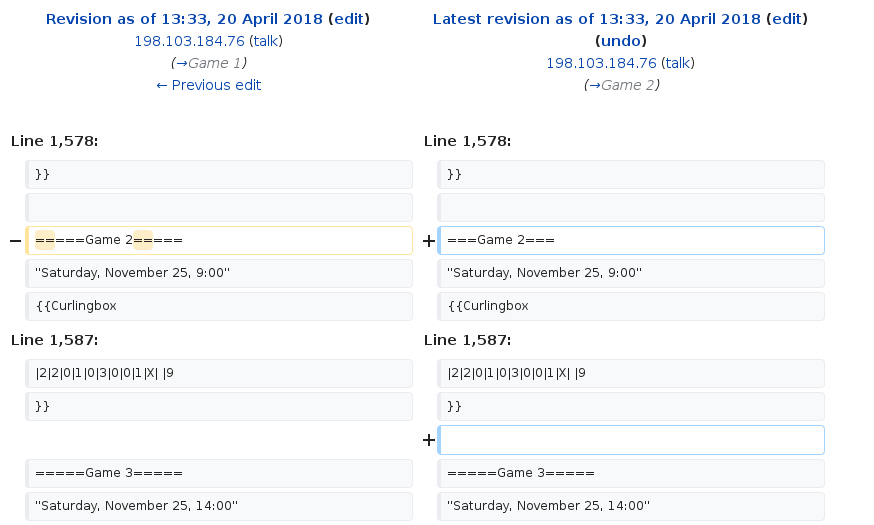 Revision as of 13:33, 20 April 2018 (edit)
198.103.184.76 (talk)
(→Game 1)
← Previous edit
Latest revision as of 13:33, 20 April 2018 (edit)
(undo)
198.103.184.76 (talk)
(→Game 2)
Line 1,578:
Line 1,578:
}}
}}
− =====Game 2=====
+ ===Game 2===
''Saturday, November 25, 9:00''
''Saturday, November 25, 9:00''
{{Curlingbox
{{Curlingbox
Line 1,587:
Line 1,587:
|2|2|0|1|0|3|0|0|1|X| |9
|2|2|0|1|0|3|0|0|1|X| |9
}}
}}
+
=====Game 3=====
=====Game 3=====
''Saturday, November 25, 14:00''
''Saturday, November 25, 14:00''